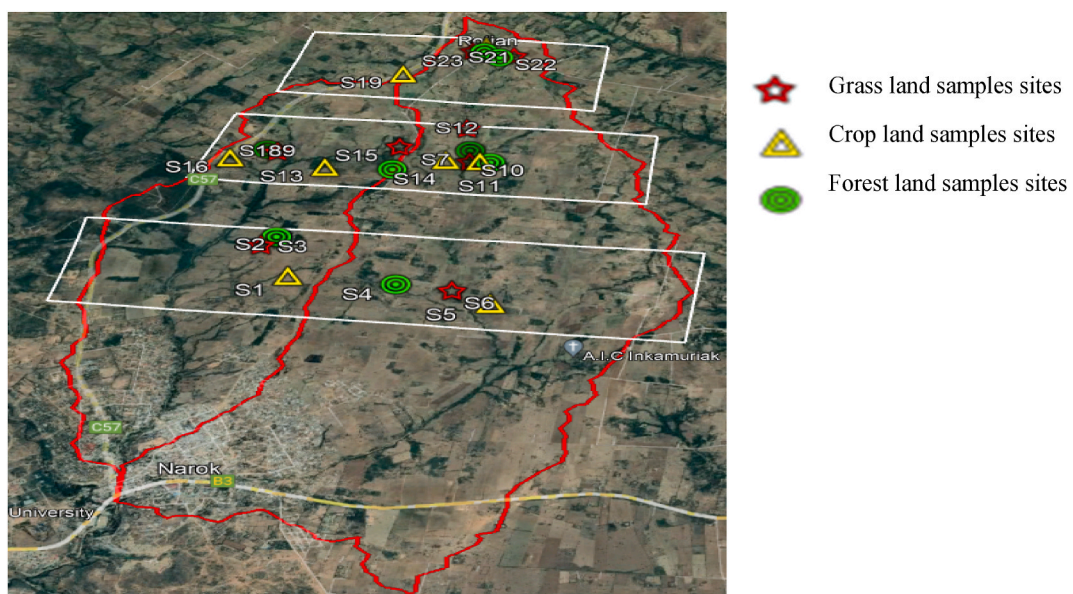 Rotian
S23
S21
S22
S19
Grass land samples sites
S12
Crop land samples sites
S189
S15
S16
S7
S13
S10
C57
S14
S11
Forest land samples sites
S2
S3
S1
S4
S6
S5
A.I.C Inkamuriak
C57
Narok
B3
University